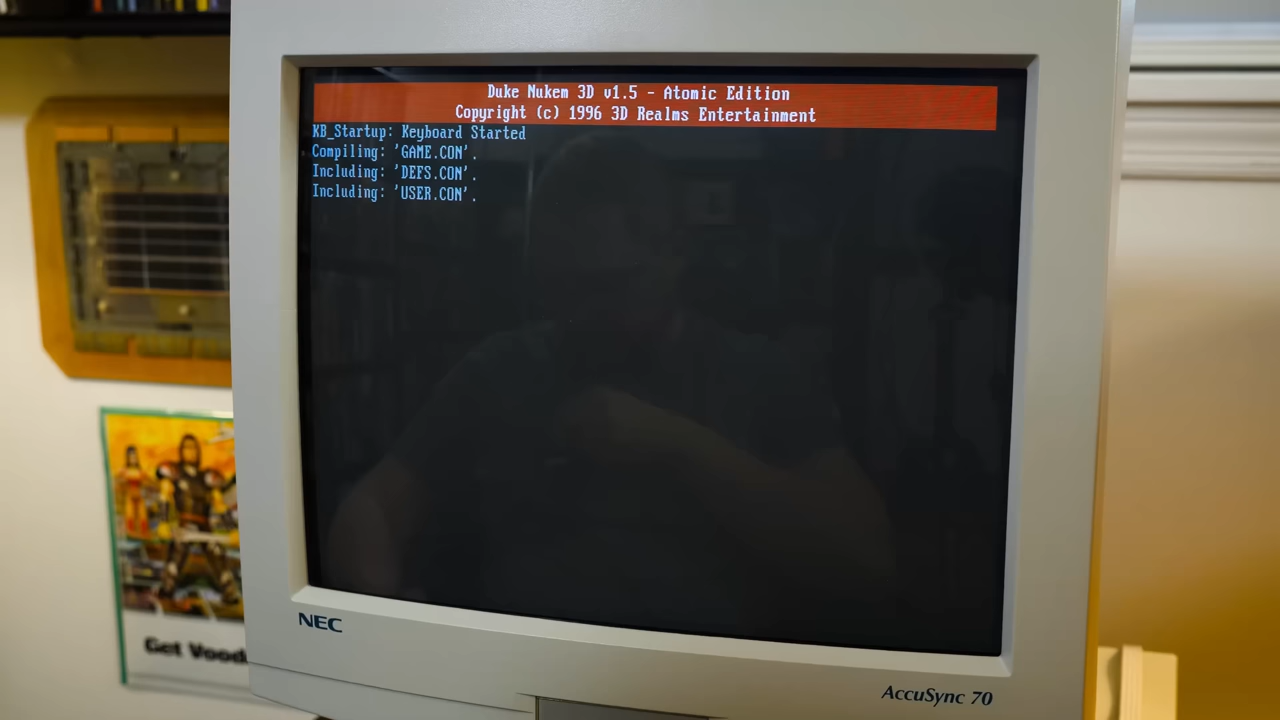 Duke Nukem 3D v1.5 - Atomic Edition
Copyright (c) 1996 3D Realms Entertainment
KB_Startup: Keyboard Started
Compiling: 'GAME.CON'.
Including: 'DEFS.CON'.
Including: 'USER.CON'.
NEC
Get Vood
AccuSync 70